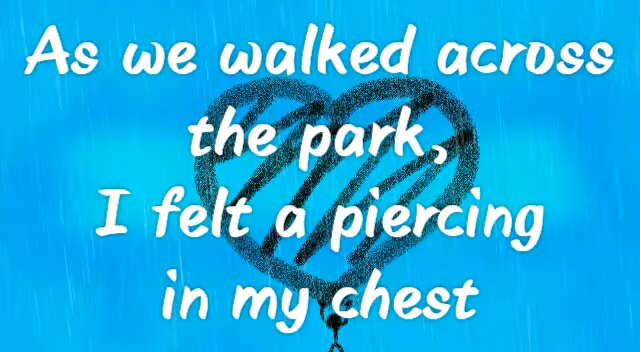 As we walked across
the park,
I felt a piercing
in my chest